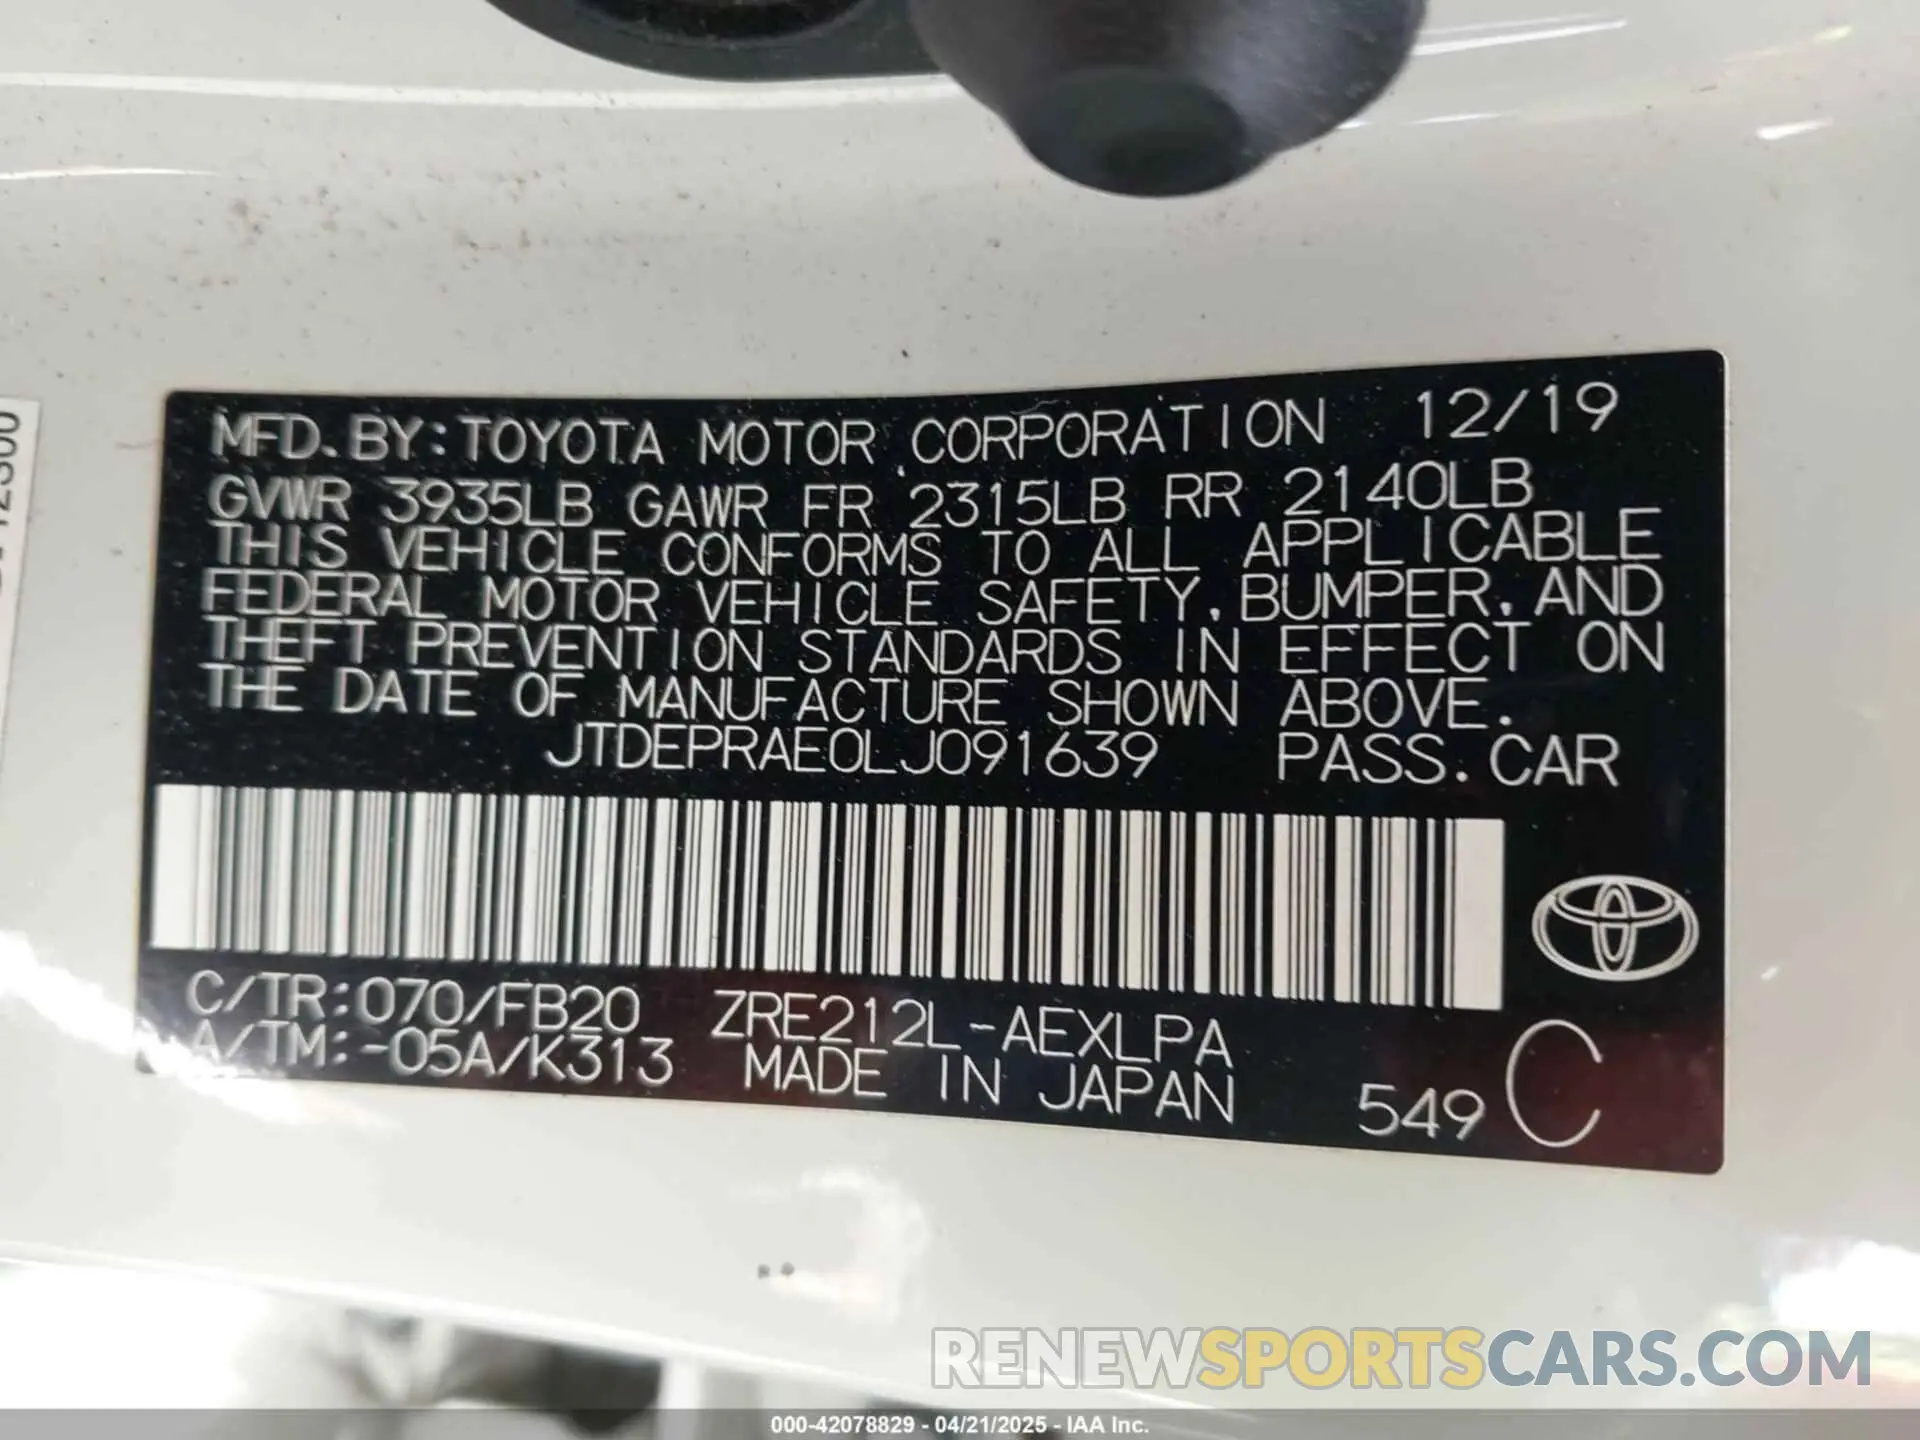 MFD. BY: TOYOTA MOTOR CORPORATION 12/19
GVWR 3935LB GAWR FR 2315LB RR 2140LB
THIS VEHICLE CONFORMS TO ALL APPLICABLE
FEDERAL MOTOR VEHICLE SAFETY, BUMPER, AND
THEFT PREVENTION STANDARDS IN EFFECT ON
THE DATE OF MANUFACTURE SHOWN ABOVE.
JTDEPRAE0LJ091639 PASS. CAR
C/TR: 070/FB20 ZRE212L-AEXLPA
A/TM: -05A/K313 MADE IN JAPAN 549 C
RENEWSPORTSCARS.COM
000-42078829 - 04/21/2025 - IAA Inc.